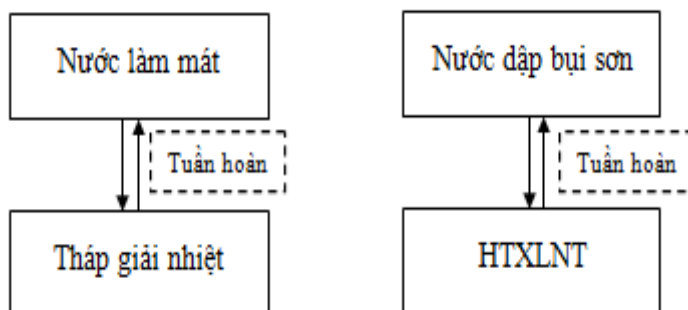 Nước làm mát
Tuần hoàn
Tháp giải nhiệt
Nước dập bụi sơn
Tuần hoàn
HTXLNT